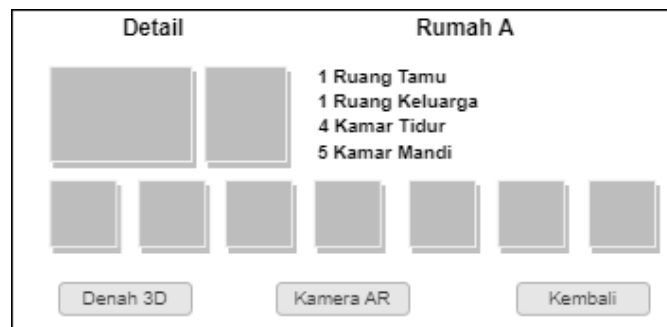 Detail
Rumah A
1 Ruang Tamu
1 Ruang Keluarga
4 Kamar Tidur
5 Kamar Mandi
Denah 3D
Kamera AR
Kembali